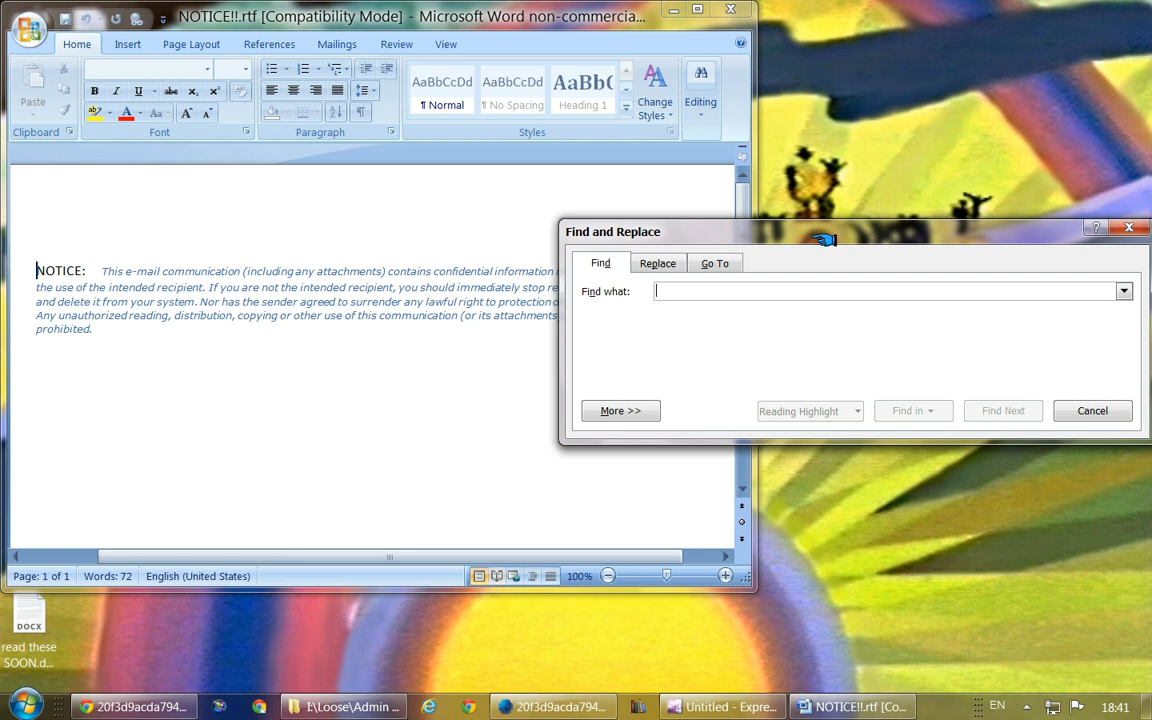 NOTICE!!.rtf [Compatibility Mode] - Microsoft Word non-commercia...
Home Insert Page Layout References Mailings Review View
Paste
B I U abc x₂ x² Aa A A
AaBbCcDd AaBbCcDd AaBbC
¶ Normal ¶ No Spacing Heading 1
Change Styles
Editing
Clipboard Font Paragraph Styles
NOTICE: This e-mail communication (including any attachments) contains confidential information
the use of the intended recipient. If you are not the intended recipient, you should immediately stop
and delete it from your system. Nor has the sender agreed to surrender any lawful right to protection
Any unauthorized reading, distribution, copying or other use of this communication (or its attachments
prohibited.
Find and Replace
Find Replace Go To
Find what:
More >> Reading Highlight Find in Find Next Cancel
Page: 1 of 1 Words: 72 English (United States) 100%
DOCX
read these
SOON.d...
20f3d9acda794... I:\Loose\Admin ... 20f3d9acda794... Untitled - Expre... NOTICE!!.rtf [Co... EN 18:41